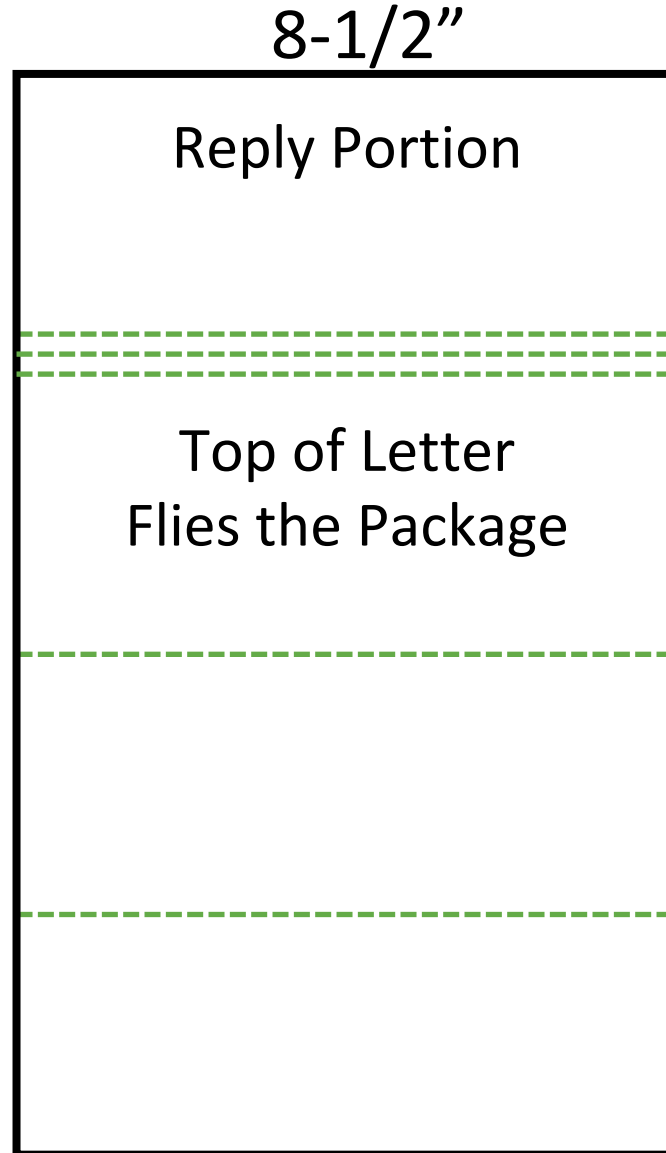 8-1/2”
Reply Portion
Top of Letter
Flies the Package